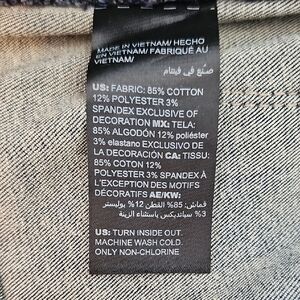 MADE IN VIETNAM/ HECHO
EN VIETNAM/ FABRIQUÉ AU
VIETNAM/
صنع في فيتنام
US: FABRIC: 85% COTTON
12% POLYESTER 3%
SPANDEX EXCLUSIVE OF
DECORATION MX: TELA:
85% ALGODÓN 12% poliéster
3% elastano EXCLUSIVO DE
LA DECORACIÓN CA: TISSU:
85% COTON 12%
POLYESTER 3% SPANDEX À
L'EXCEPTION DES MOTIFS
DÉCORATIFS AE/KW:
قماش: 85% القطن 12% بوليستر
3% سبانديكس باستثناء الزينة
US: TURN INSIDE OUT.
MACHINE WASH COLD.
ONLY NON-CHLORINE